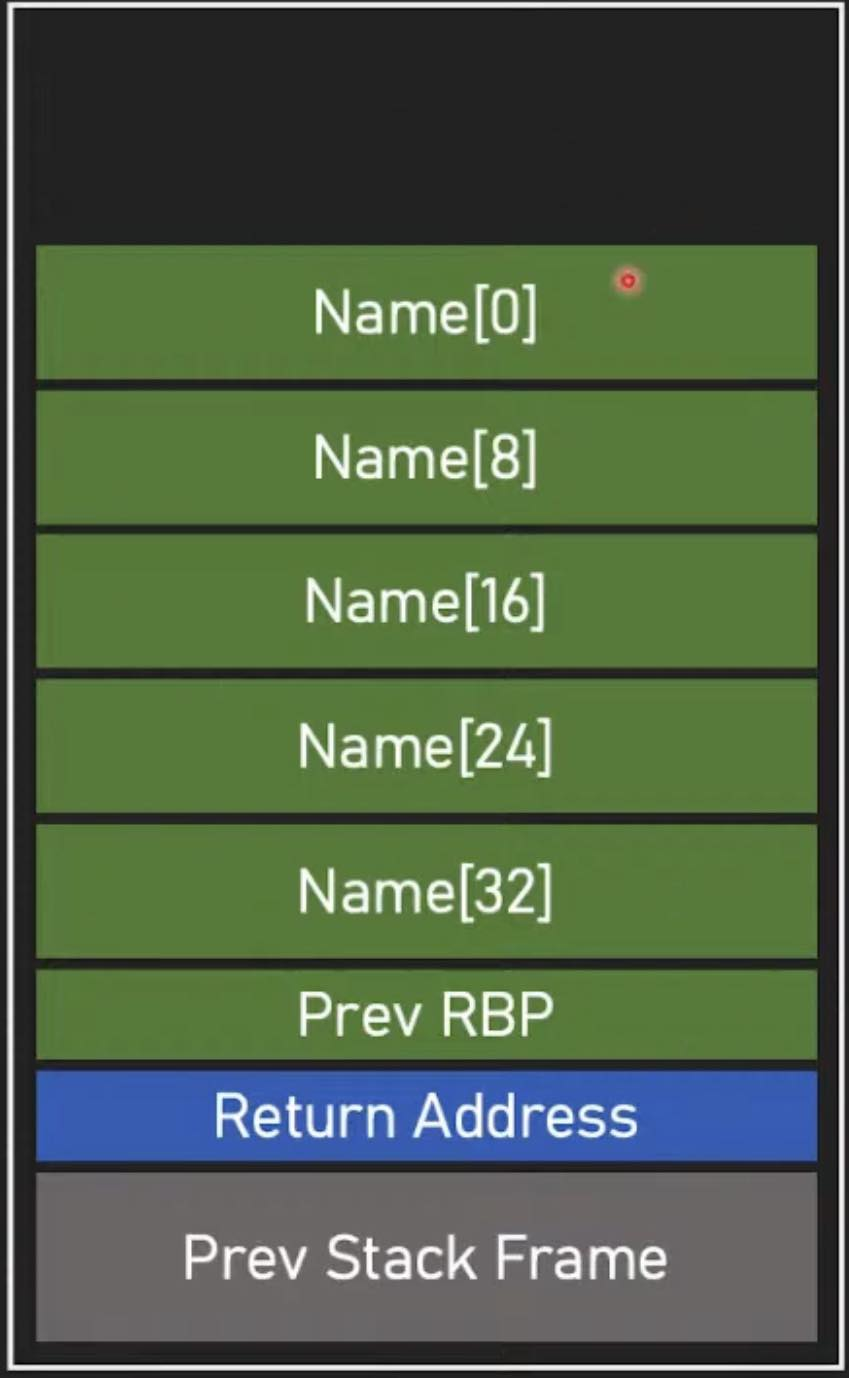 Name[0]
Name[8]
Name[16]
Name[24]
Name[32]
Prev RBP
Return Address
Prev Stack Frame